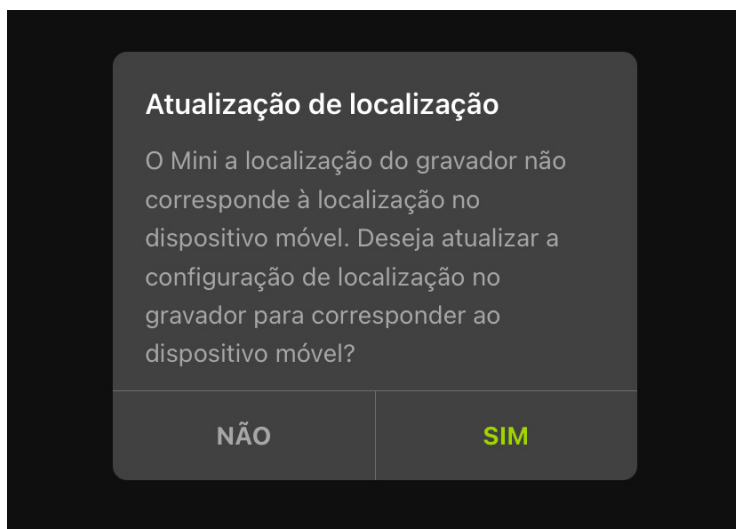 Atualização de localização
O Mini a localização do gravador não
corresponde à localização no
dispositivo móvel. Deseja atualizar a
configuração de localização no
gravador para corresponder ao
dispositivo móvel?
NÃO
SIM